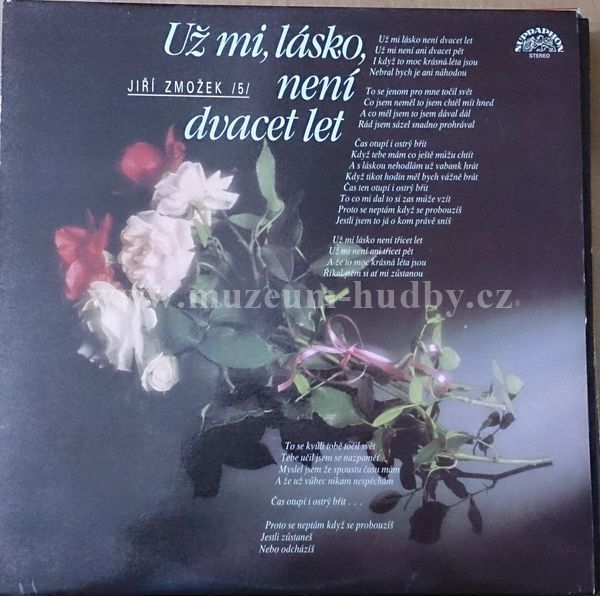 Už mi, lásko,
není
dvacet let
JIŘÍ ZMOŽEK /5/
SUPRAPHON
STEREO
Už mi lásko není dvacet let
Už mi není ani dvacet pět
I když to moc krásná léta jsou
Nebral bych je ani náhodou
To se jenom pro mne točil svět
Co jsem neměl to jsem chtěl mít hned
A co měl jsem to jsem dával dál
Rád jsem sázel snadno prohrával
Čas otupí i ostrý břit
Když tebe mám co ještě můžu chtít
A s láskou nehodlám už vabank hrát
Když tikot hodin měl bych vážně brát
Čas ten otupí i ostrý břit
To co mi dal to si zas může vzít
Proto se neptám když se probouzíš
Jestli jsem to já o kom právě sníš
Už mi lásko není třicet let
Už mi není ani třicet pět
A že to moc krásná léta jsou
Říkal jsem si ať mi zůstanou
www.muzeum-hudby.cz
To se kvůli tobě točil svět
Tebe učil jsem se nazpaměť
Myslel jsem že spoustu času mám
A že už vůbec nikam nespěchám
Čas otupí i ostrý břit . . .
Proto se neptám když se probouzíš
Jestli zůstaneš
Nebo odcházíš